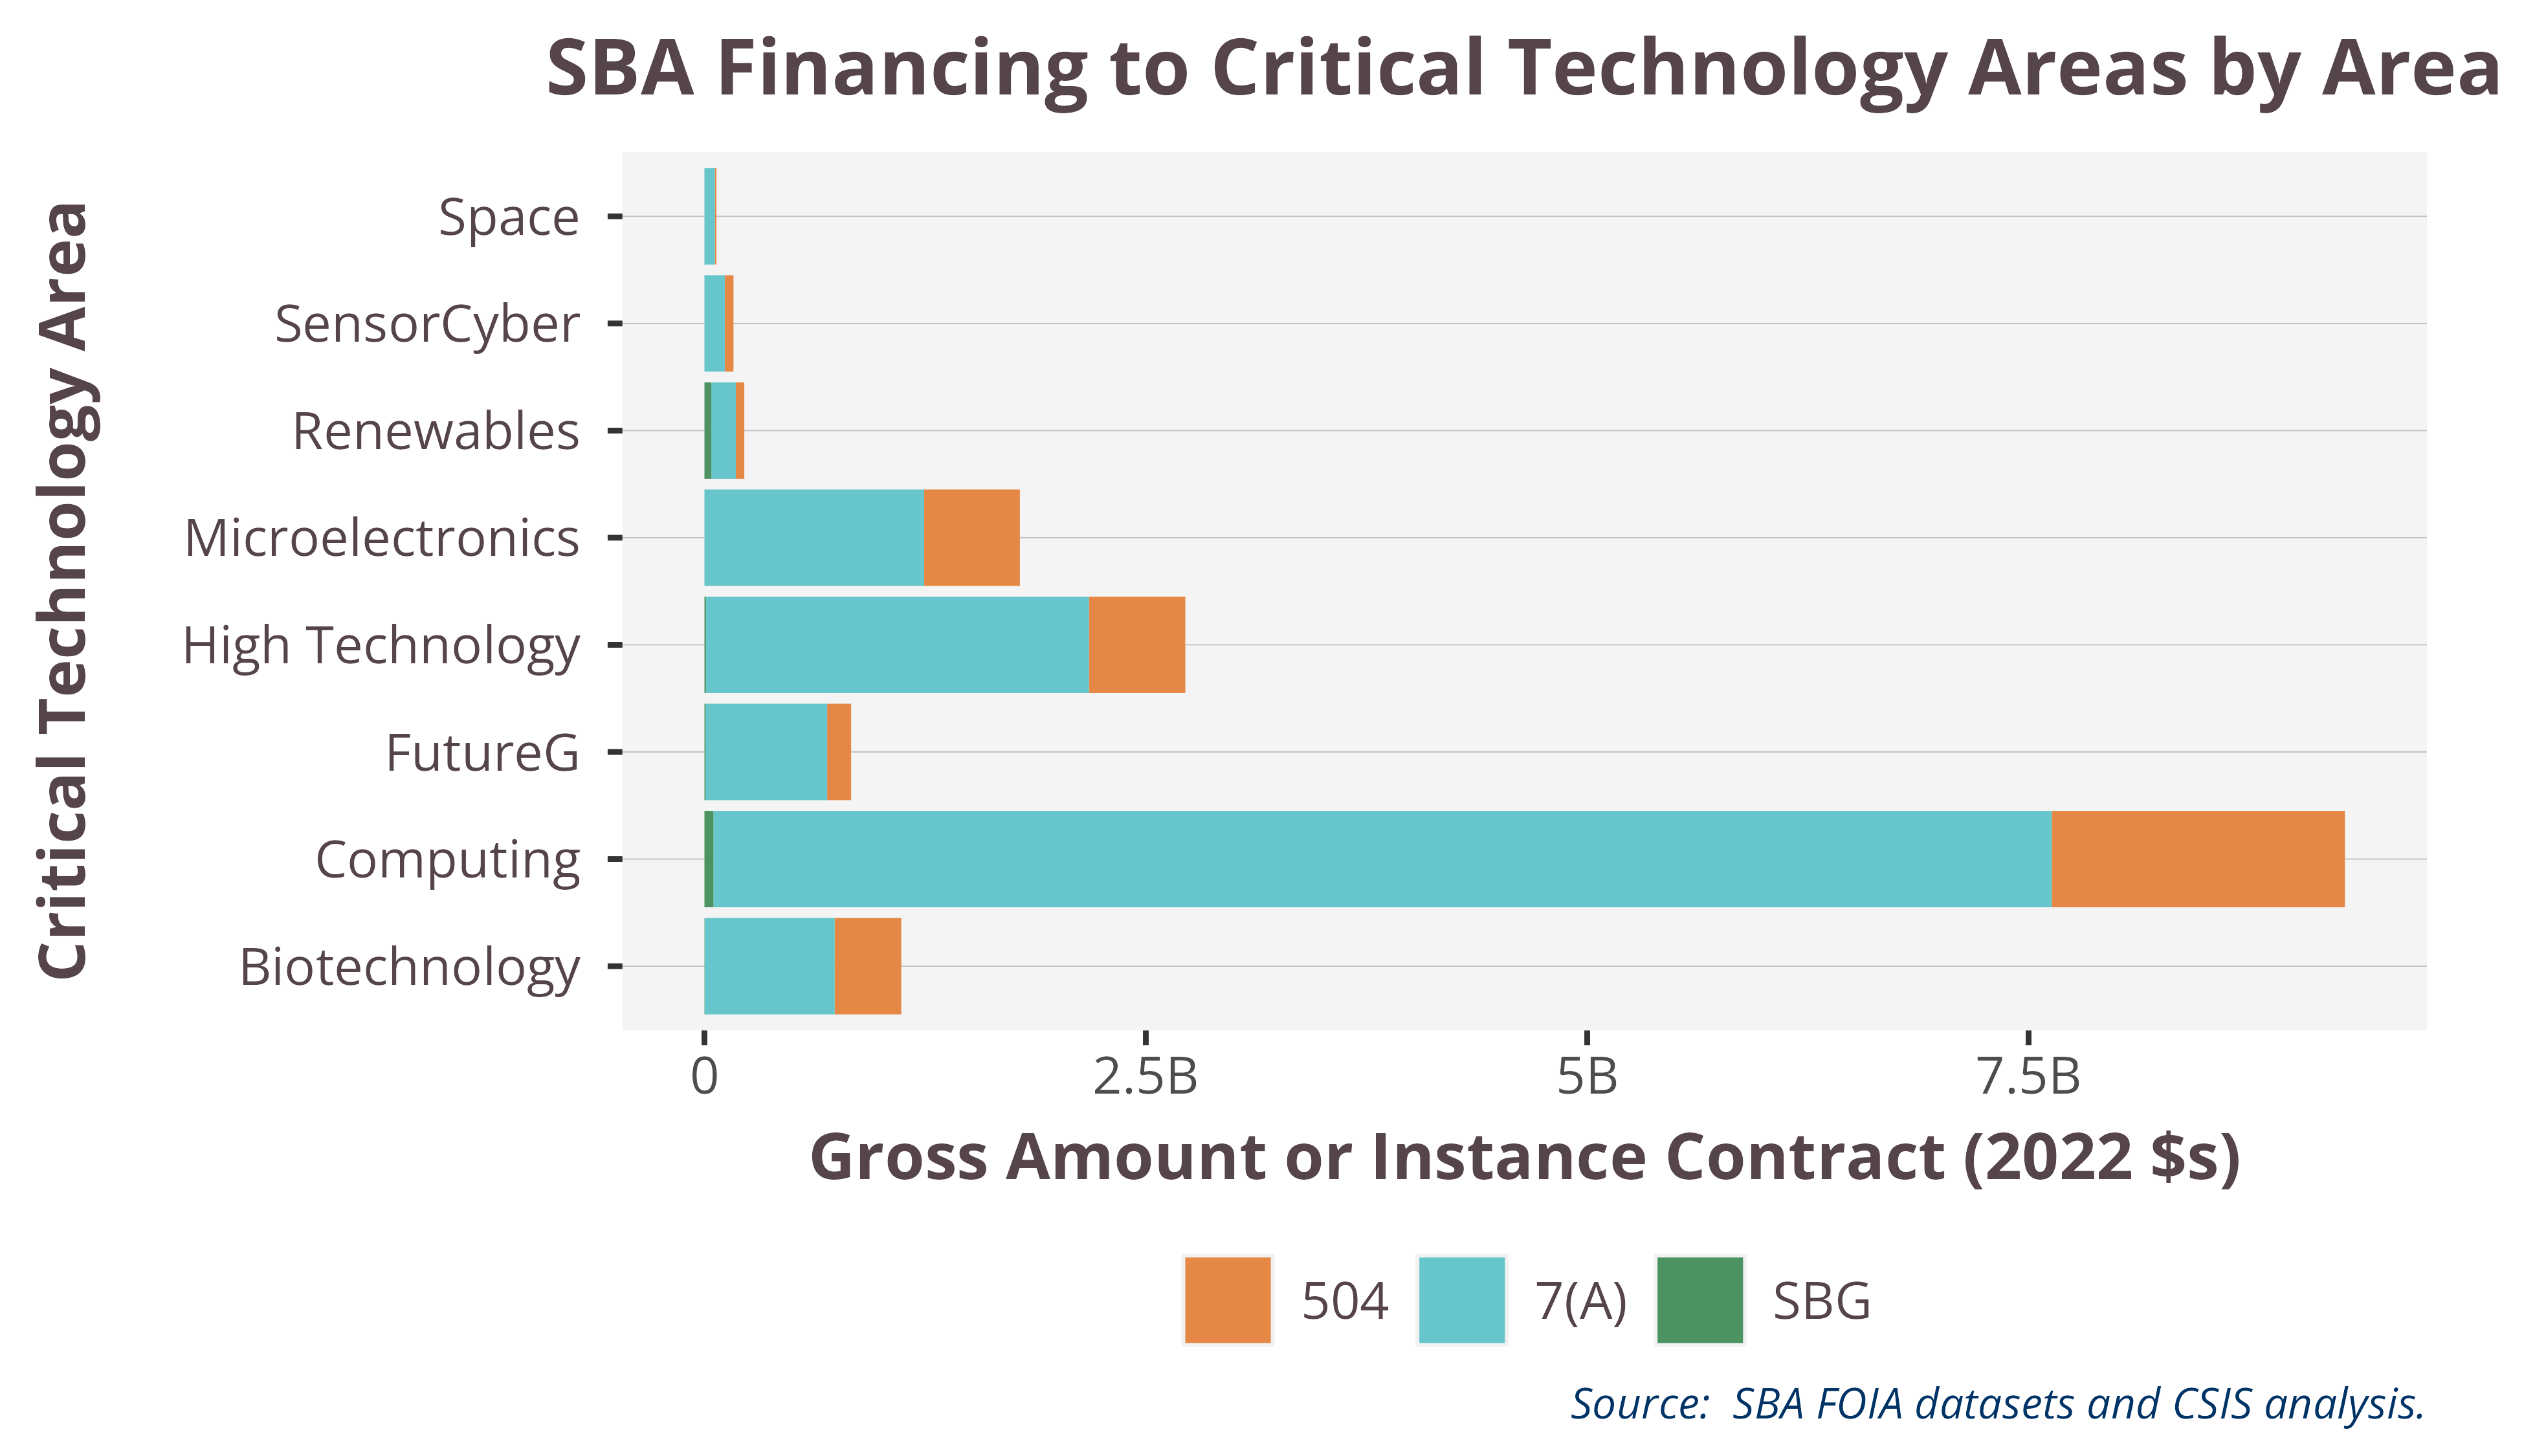 SBA Financing to Critical Technology Areas by Area
Critical Technology Area
Space
SensorCyber
Renewables
Microelectronics
High Technology
FutureG
Computing
Biotechnology
0 2.5B 5B 7.5B
Gross Amount or Instance Contract (2022 $s)
504 7(A) SBG
Source:  SBA FOIA datasets and CSIS analysis.